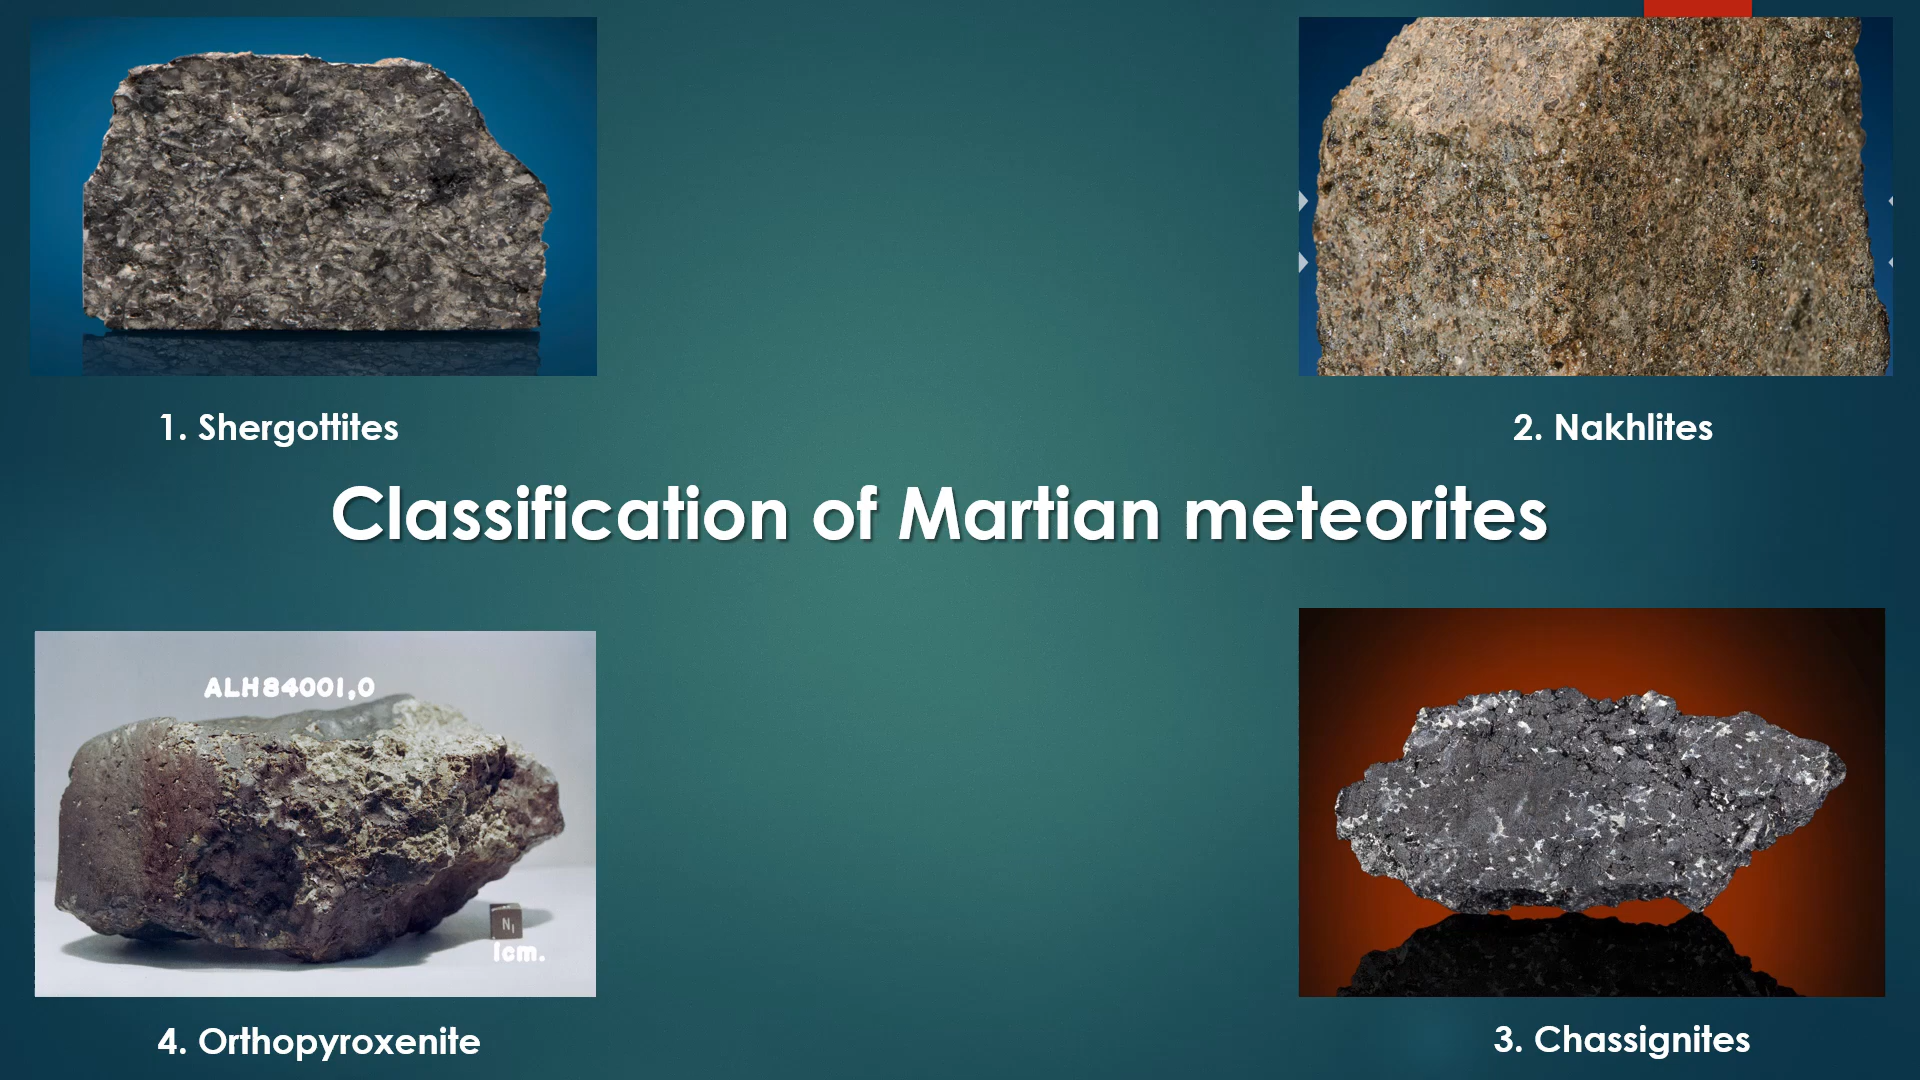 1. Shergottites
2. Nakhlites
Classification of Martian meteorites
ALH84001,0
N1
1cm.
4. Orthopyroxenite
3. Chassignites